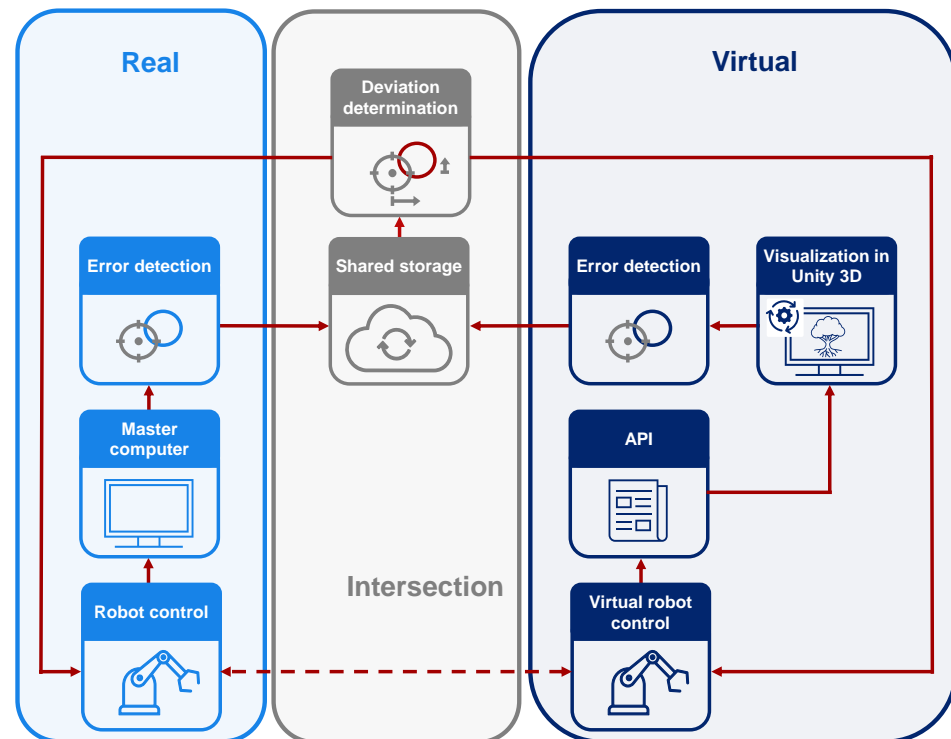 Real
Intersection
Virtual
Deviation
determination
Error detection
Shared storage
Error detection
Visualization in
Unity 3D
Master
computer
API
Robot control
Virtual robot
control